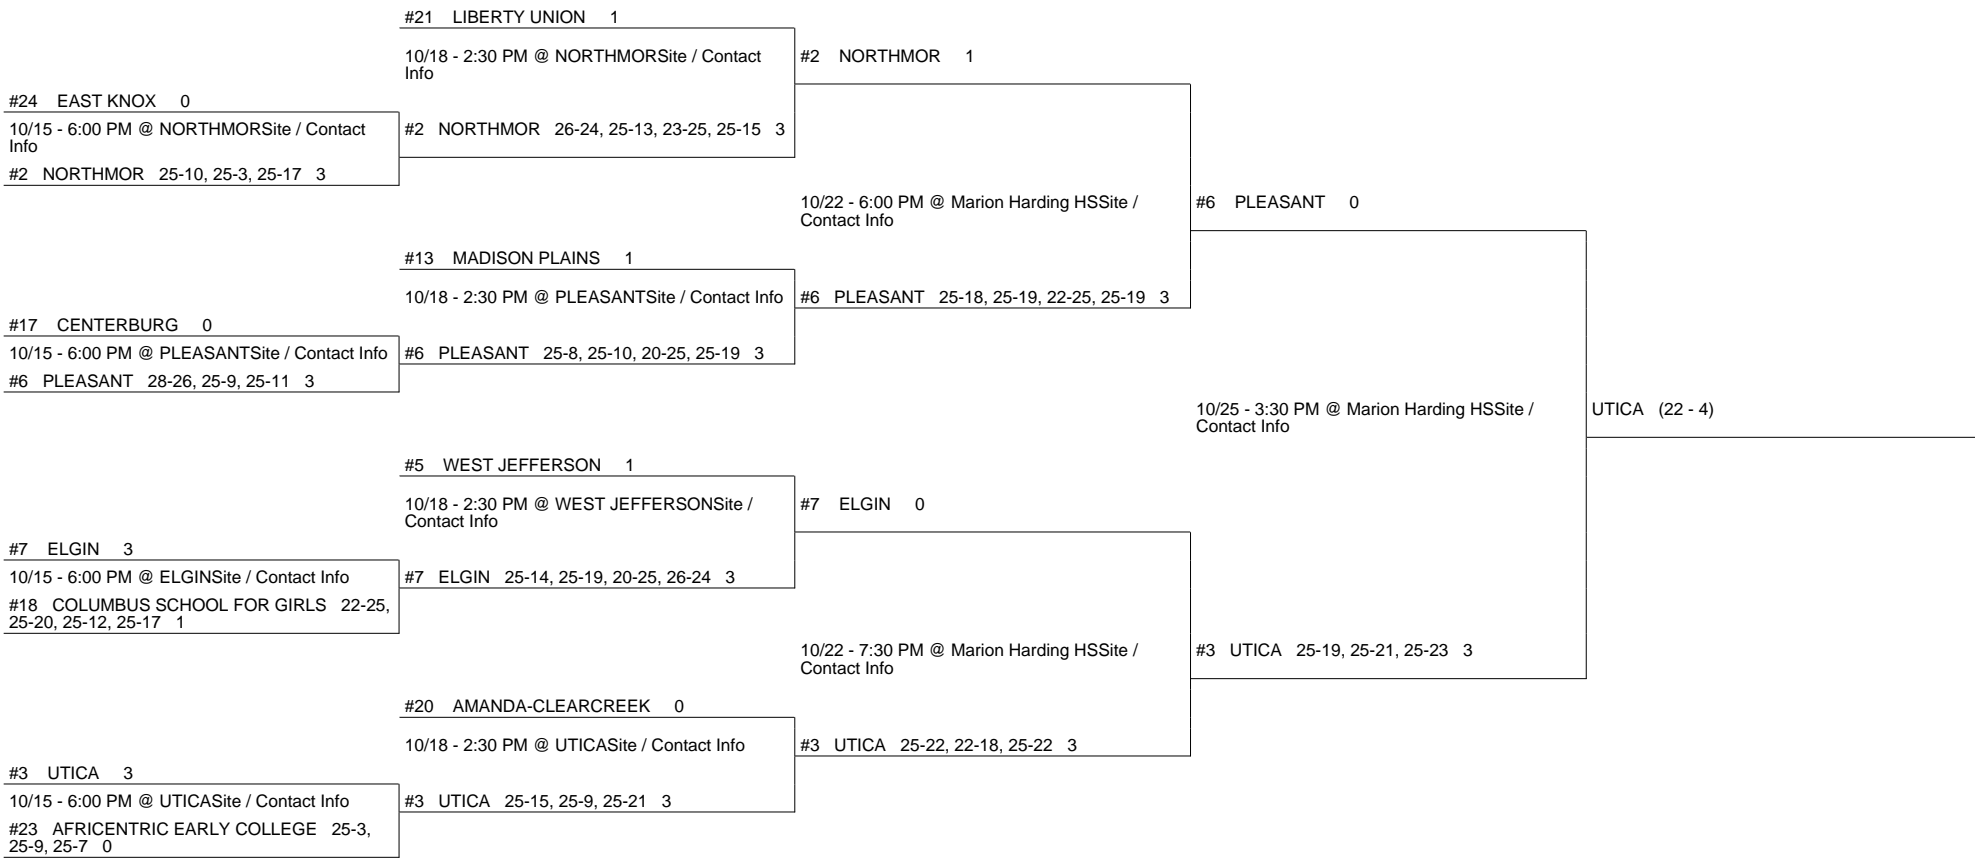 #21 LIBERTY UNION 1
10/18 - 2:30 PM @ NORTHMORSite / Contact
Info
#2 NORTHMOR 26-24, 25-13, 23-25, 25-15 3
#24 EAST KNOX 0
10/15 - 6:00 PM @ NORTHMORSite / Contact
Info
#2 NORTHMOR 25-10, 25-3, 25-17 3
#2 NORTHMOR 1
10/22 - 6:00 PM @ Marion Harding HSSite /
Contact Info
#6 PLEASANT 25-18, 25-19, 22-25, 25-19 3
#13 MADISON PLAINS 1
10/18 - 2:30 PM @ PLEASANTSite / Contact Info
#6 PLEASANT 25-8, 25-10, 20-25, 25-19 3
#17 CENTERBURG 0
10/15 - 6:00 PM @ PLEASANTSite / Contact Info
#6 PLEASANT 28-26, 25-9, 25-11 3
#6 PLEASANT 0
10/25 - 3:30 PM @ Marion Harding HSSite /
Contact Info
#3 UTICA 25-19, 25-21, 25-23 3
UTICA (22 - 4)
#5 WEST JEFFERSON 1
10/18 - 2:30 PM @ WEST JEFFERSONSite /
Contact Info
#7 ELGIN 25-14, 25-19, 20-25, 26-24 3
#7 ELGIN 3
10/15 - 6:00 PM @ ELGINSite / Contact Info
#18 COLUMBUS SCHOOL FOR GIRLS 22-25,
25-20, 25-12, 25-17 1
#7 ELGIN 0
10/22 - 7:30 PM @ Marion Harding HSSite /
Contact Info
#3 UTICA 25-22, 22-18, 25-22 3
#20 AMANDA-CLEARCREEK 0
10/18 - 2:30 PM @ UTICASite / Contact Info
#3 UTICA 25-15, 25-9, 25-21 3
#3 UTICA 3
10/15 - 6:00 PM @ UTICASite / Contact Info
#23 AFRICENTRIC EARLY COLLEGE 25-3,
25-9, 25-7 0